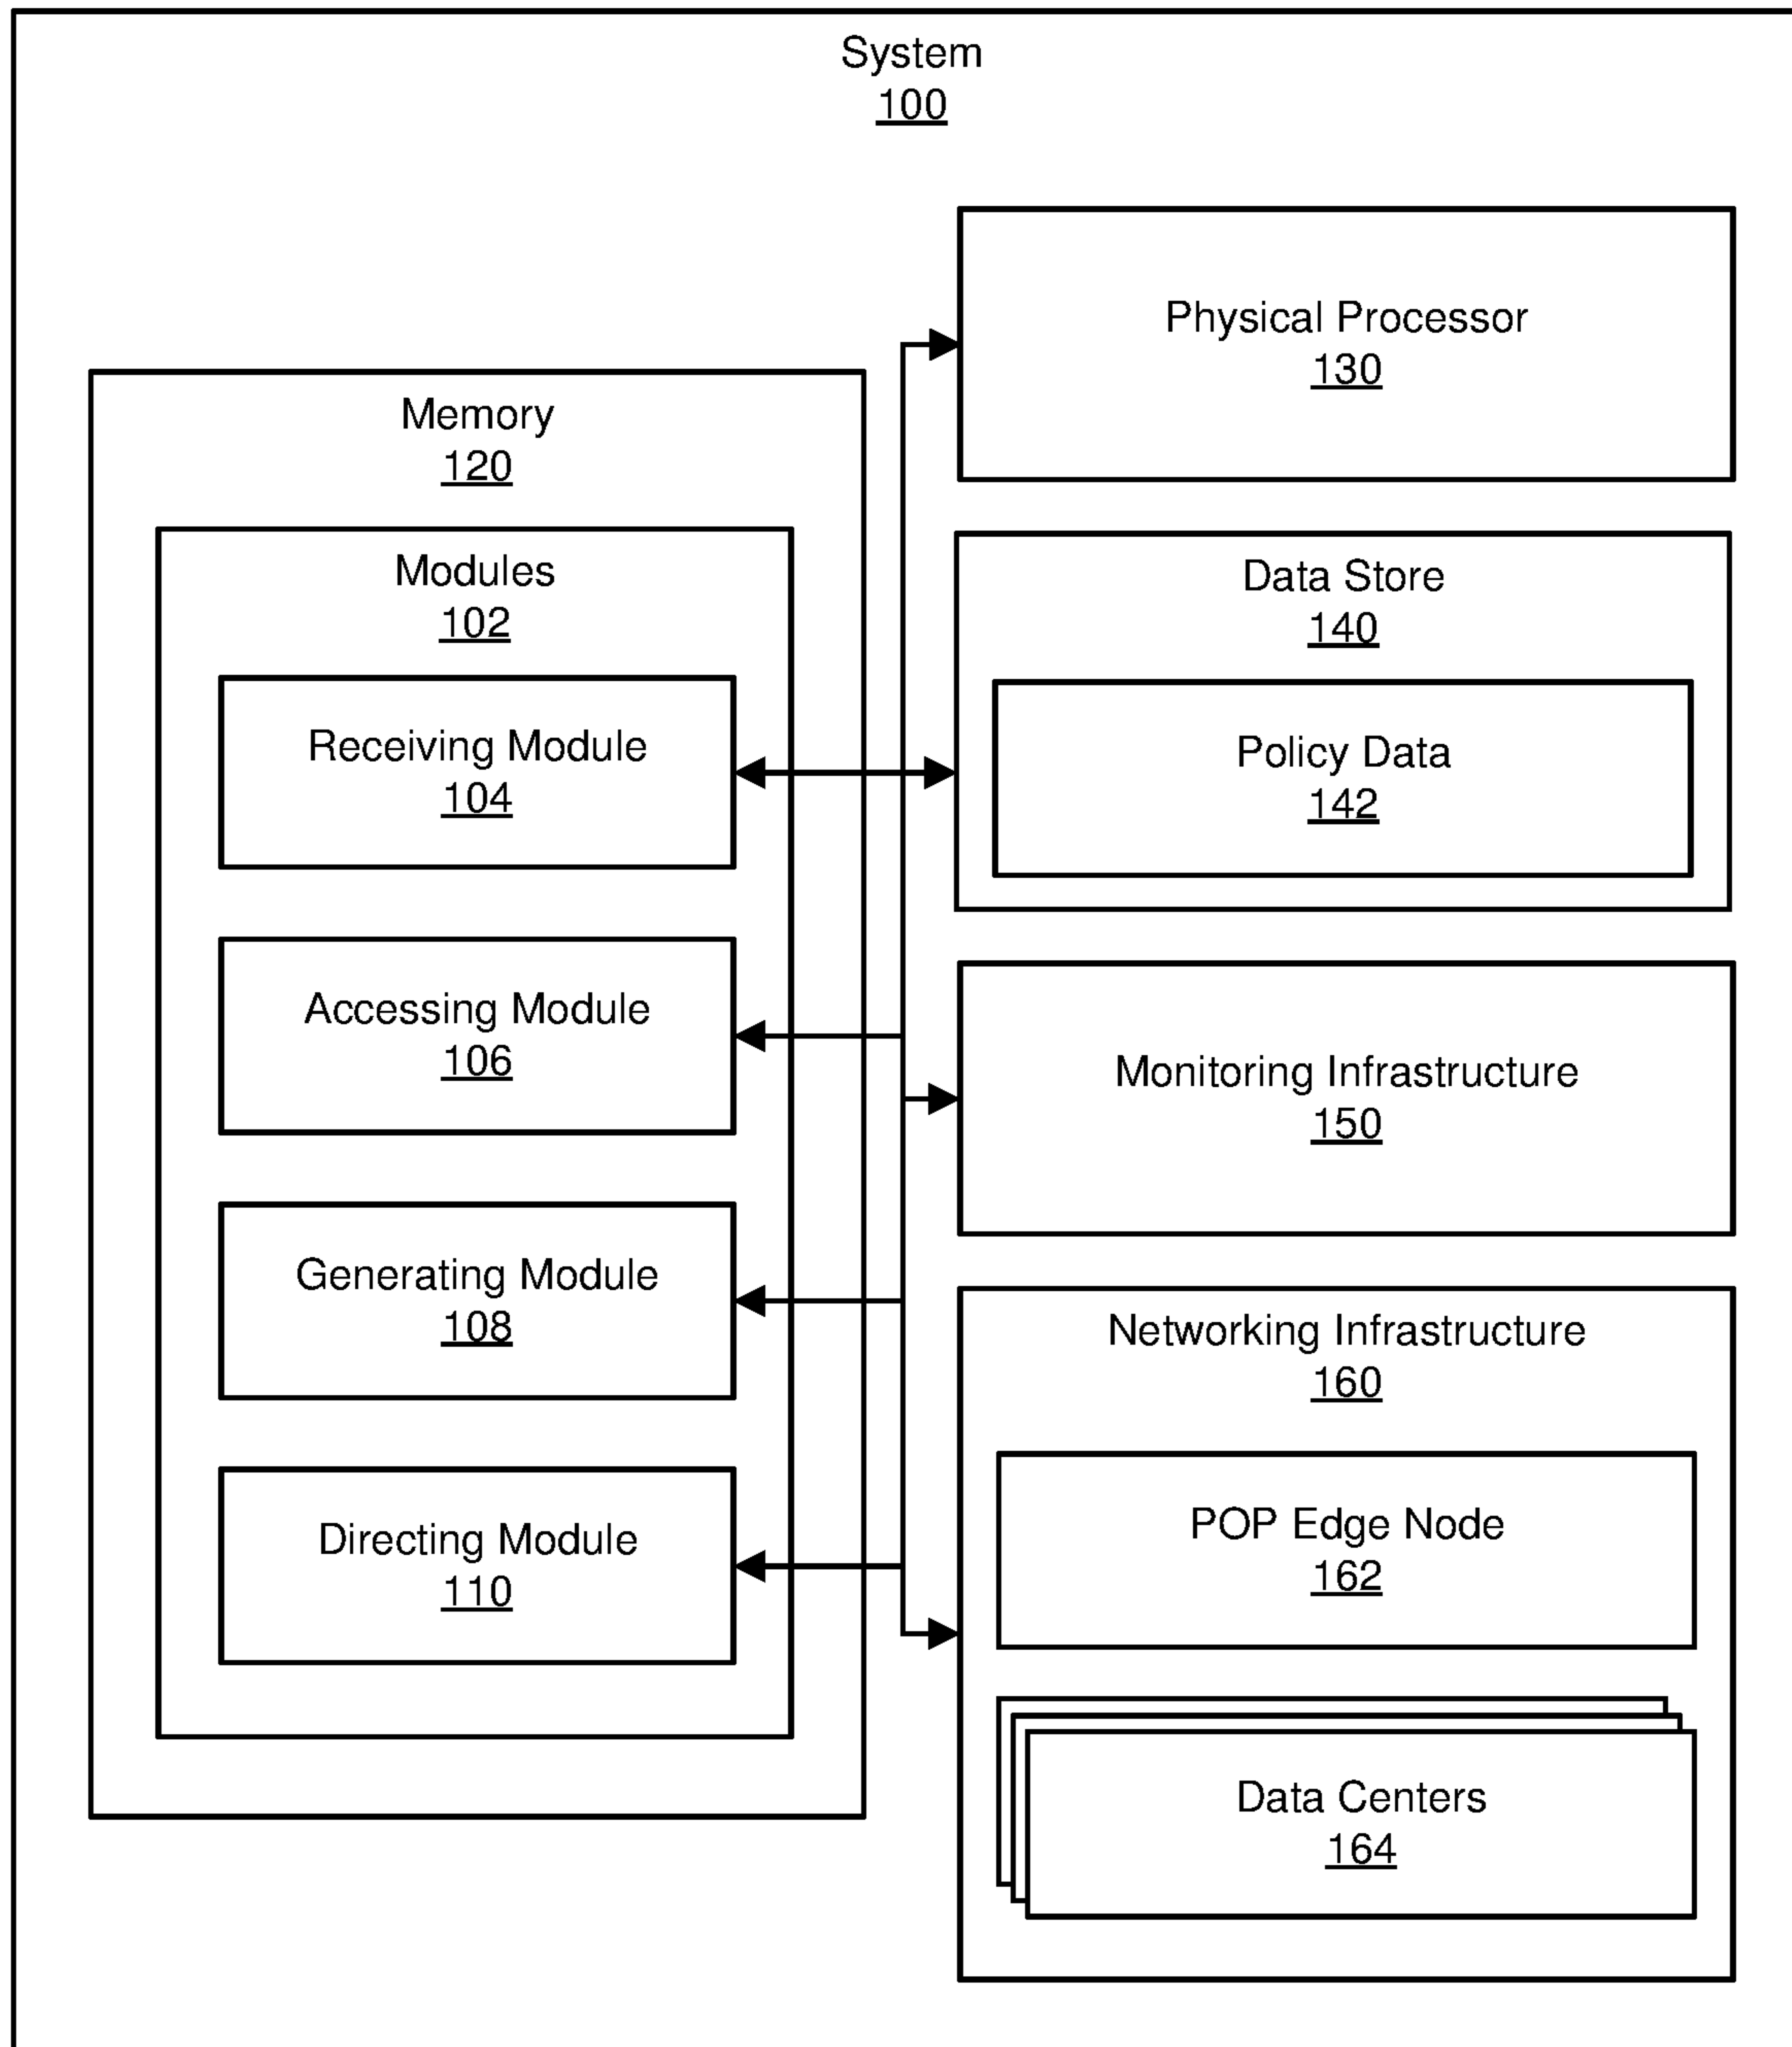 System
100
Memory
120
Modules
102
Receiving Module
104
Accessing Module
106
Generating Module
108
Directing Module
110
Physical Processor
130
Data Store
140
Policy Data
142
Monitoring Infrastructure
150
Networking Infrastructure
160
POP Edge Node
162
Data Centers
164